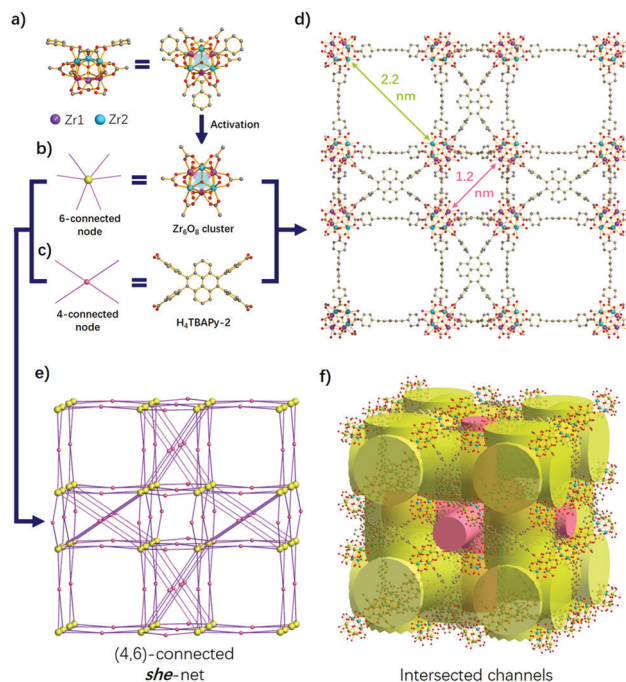 a)
Zr1
Zr2
Activation
b)
6-connected
node
Zr₆O₈ cluster
c)
4-connected
node
H₄TBAPy-2
d)
2.2
nm
1.2
nm
e)
(4,6)-connected
she-net
f)
Intersected channels